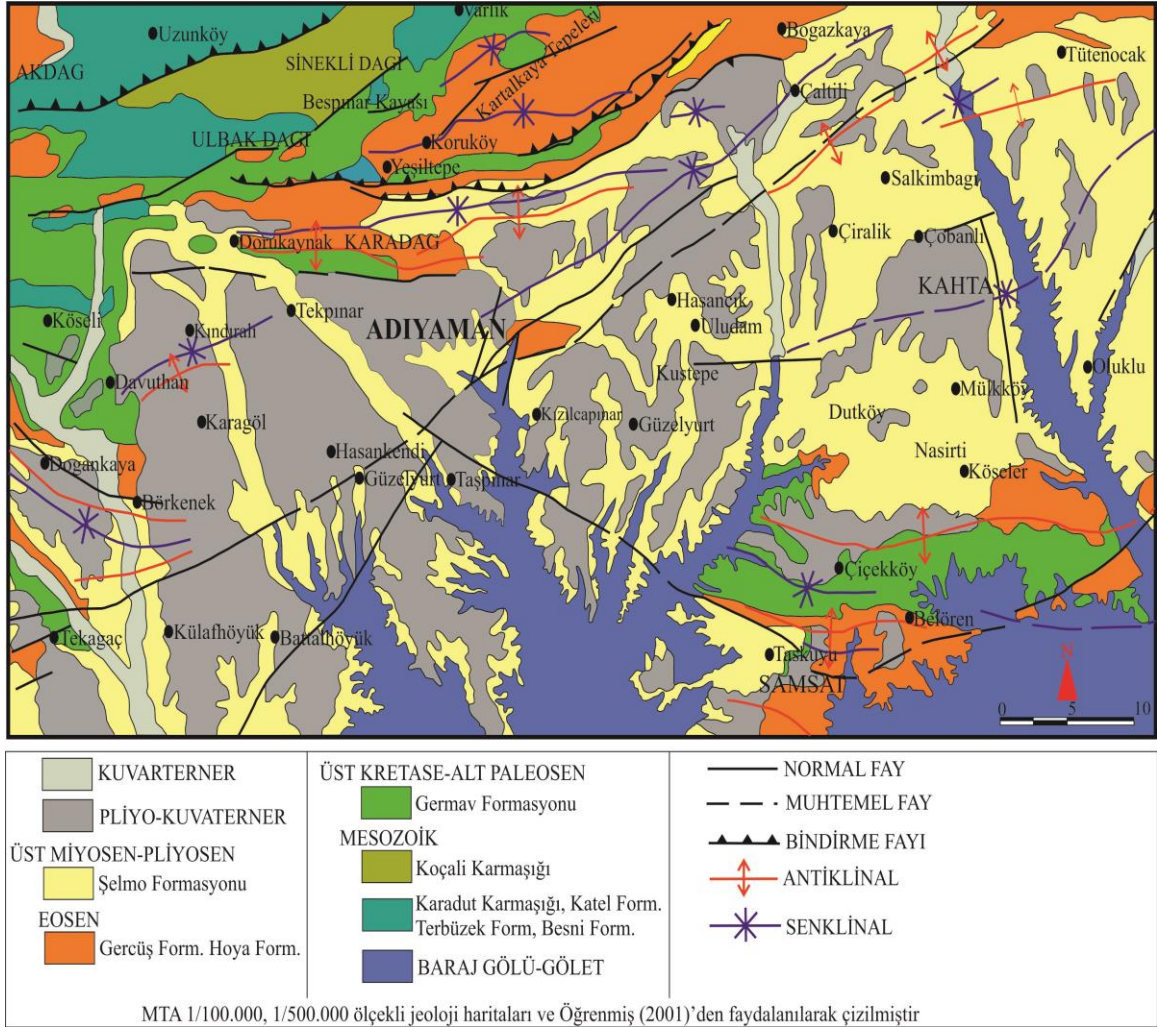 Uzunköy
Varlık
Bogazkaya
Tütenocak
AKDAG
SİNEKLİ DAGI
Kartalkaya Tepeleri
Bespınar Kayası
Caltili
ULBAK DAGI
Koruköy
Yeşiltepe
Salkimbagı
Dorukaynak
KARADAG
Çiralik
Çobanlı
KAHTA
Köseli
Kındıralı
Tekpınar
ADIYAMAN
Hasancık
Uludam
Davuthan
Kustepe
Oluklu
Mülkköy
Karagöl
Kızılcapınar
Güzelyurt
Dutköy
Dogankaya
Hasankendi
Güzelyurt
Taşpınar
Nasirti
Köseler
Börkenek
Çiçekköy
Tekagaç
Külafhöyük
Battalhöyük
Belören
Taskuyu
SAMSAT
N
0 5 10
KUVARTERNER
PLİYO-KUVATERNER
ÜST MİYOSEN-PLİYOSEN
Şelmo Formasyonu
EOSEN
Gercüş Form. Hoya Form.
ÜST KRETASE-ALT PALEOSEN
Germav Formasyonu
MESOZOİK
Koçali Karmaşığı
Karadut Karmaşığı, Katel Form.
Terbüzek Form, Besni Form.
BARAJ GÖLÜ-GÖLET
NORMAL FAY
MUHTEMEL FAY
BİNDİRME FAYI
ANTİKLİNAL
SENKLİNAL
MTA 1/100.000, 1/500.000 ölçekli jeoloji haritaları ve Öğrenmiş (2001)’den faydalanılarak çizilmiştir